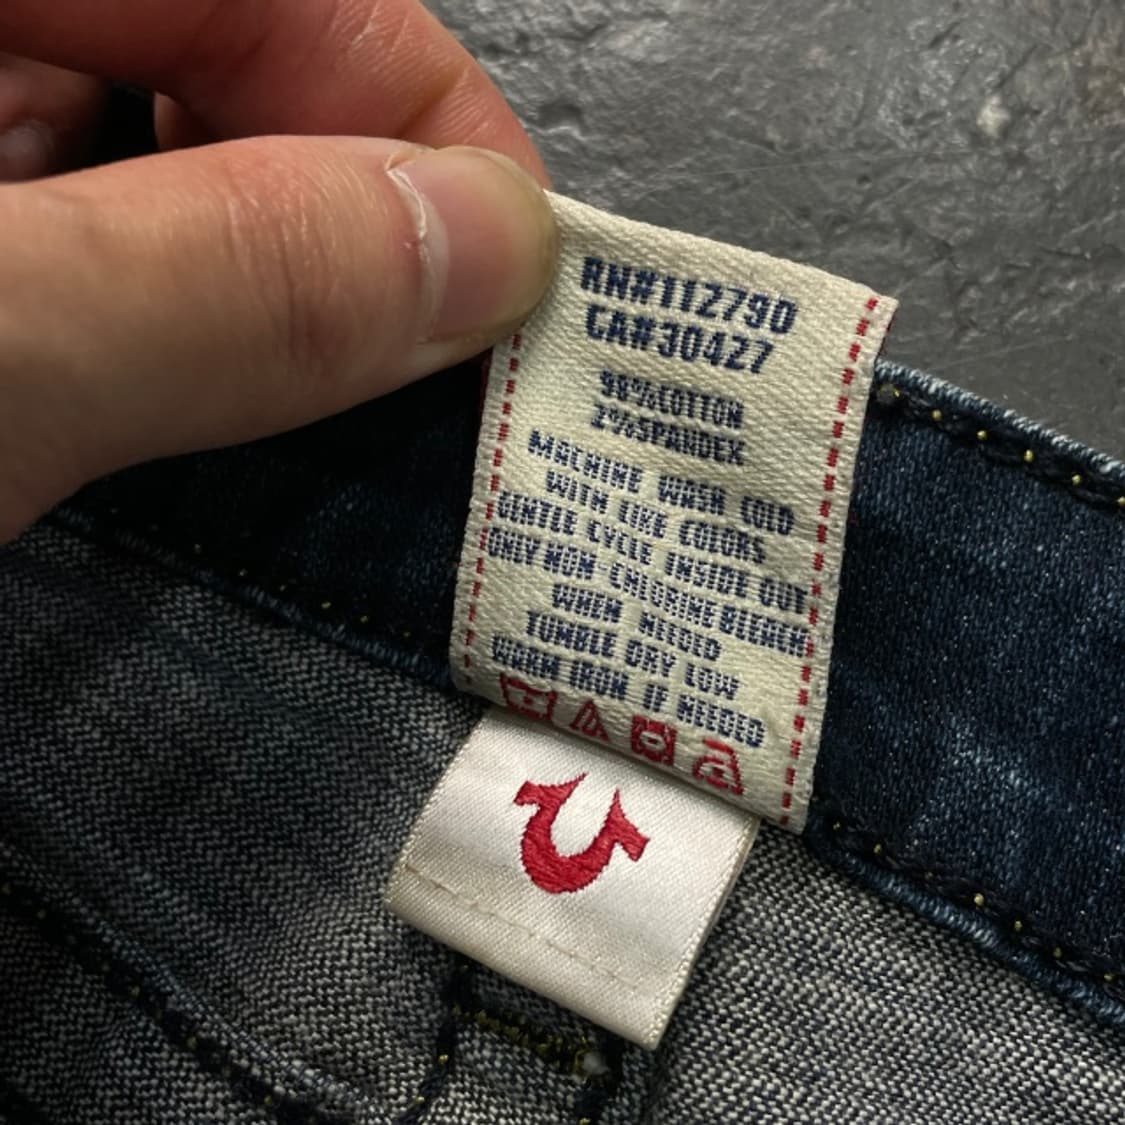 RN#112790
CA#30427
98%COTTON
2%SPANDEX
MACHINE WASH COLD
WITH LIKE COLORS
GENTLE CYCLE INSIDE OUT
ONLY NON-CHLORINE BLEEACH
WHEN NEEDED
TUMBLE DRY LOW
WARM IRON IF NEEDED